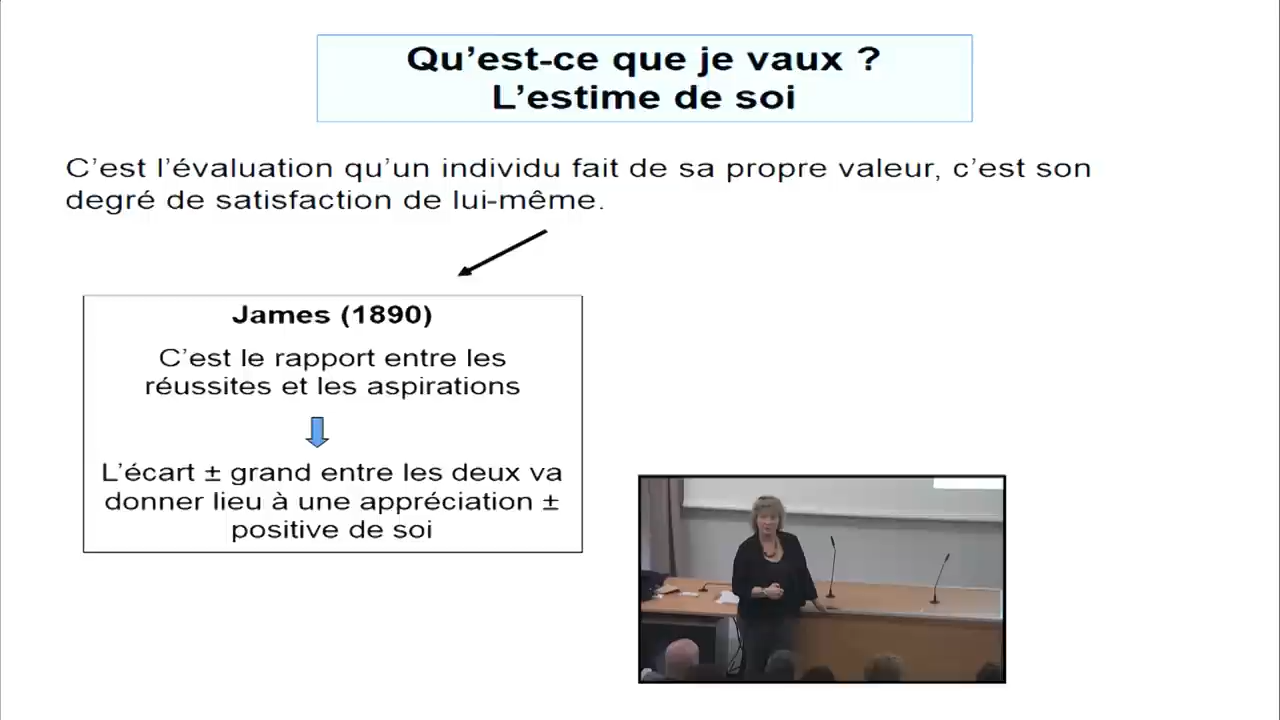 Qu’est-ce que je vaux ?
L’estime de soi
C’est l’évaluation qu’un individu fait de sa propre valeur, c’est son
degré de satisfaction de lui-même.
James (1890)
C’est le rapport entre les
réussites et les aspirations
L’écart ± grand entre les deux va
donner lieu à une appréciation ±
positive de soi